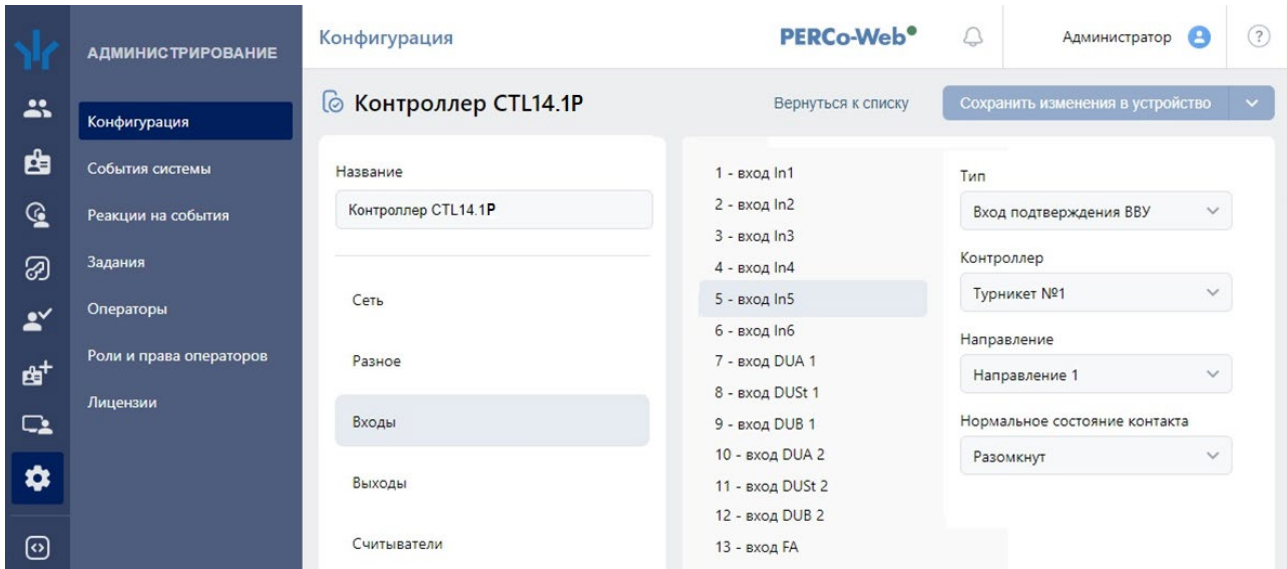 АДМИНИСТРИРОВАНИЕ
Конфигурация
События системы
Реакции на события
Задания
Операторы
Роли и права операторов
Лицензии
Конфигурация
PERCo-Web
Администратор
?
Контроллер CTL14.1P
Вернуться к списку
Сохранить изменения в устройство
Название
Контроллер CTL14.1P
Сеть
Разное
Входы
Выходы
Считыватели
1 - вход In1
2 - вход In2
3 - вход In3
4 - вход In4
5 - вход In5
6 - вход In6
7 - вход DUA 1
8 - вход DUSt 1
9 - вход DUB 1
10 - вход DUA 2
11 - вход DUSt 2
12 - вход DUB 2
13 - вход FA
Тип
Вход подтверждения ВВУ
Контроллер
Турникет №1
Направление
Направление 1
Нормальное состояние контакта
Разомкнут